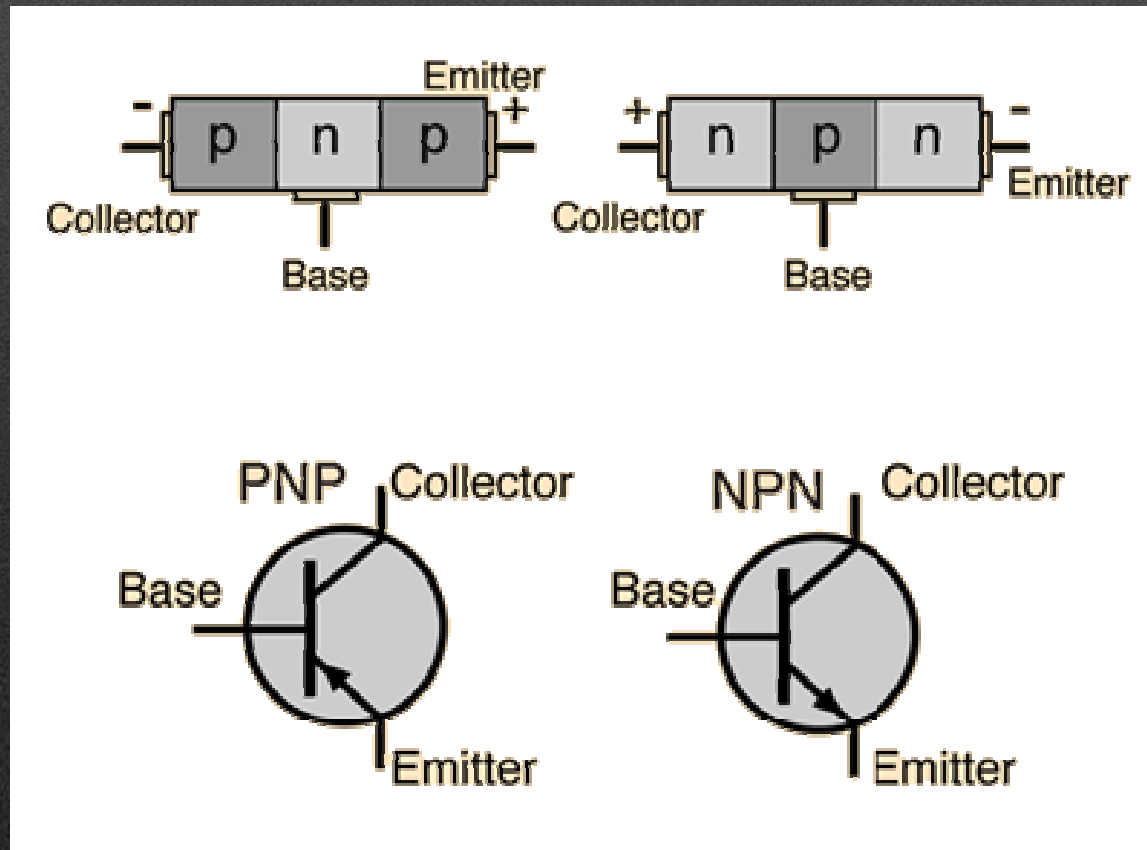 Emitter
- p n p +
Collector
Base
+ n p n -
Emitter
Collector
Base
PNP Collector
Base
Emitter
NPN Collector
Base
Emitter